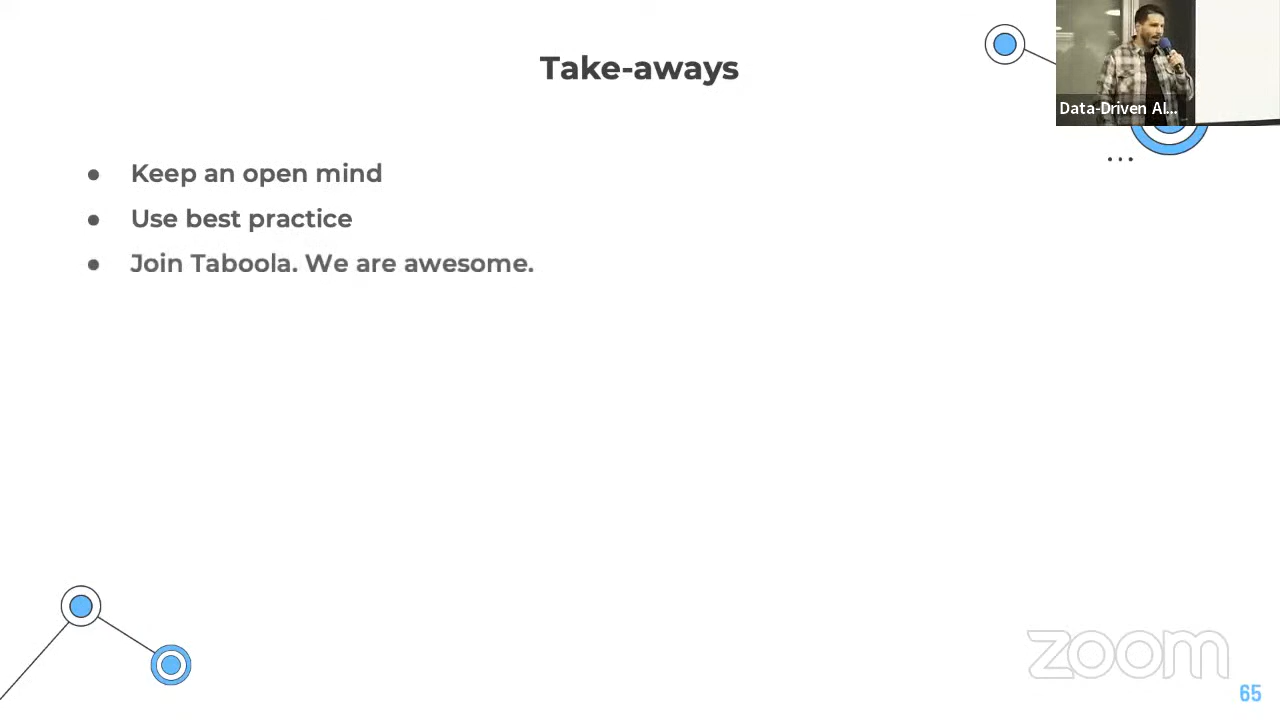 Take-aways
Data-Driven AI...
...
● Keep an open mind
● Use best practice
● Join Taboola. We are awesome.
zoom
65